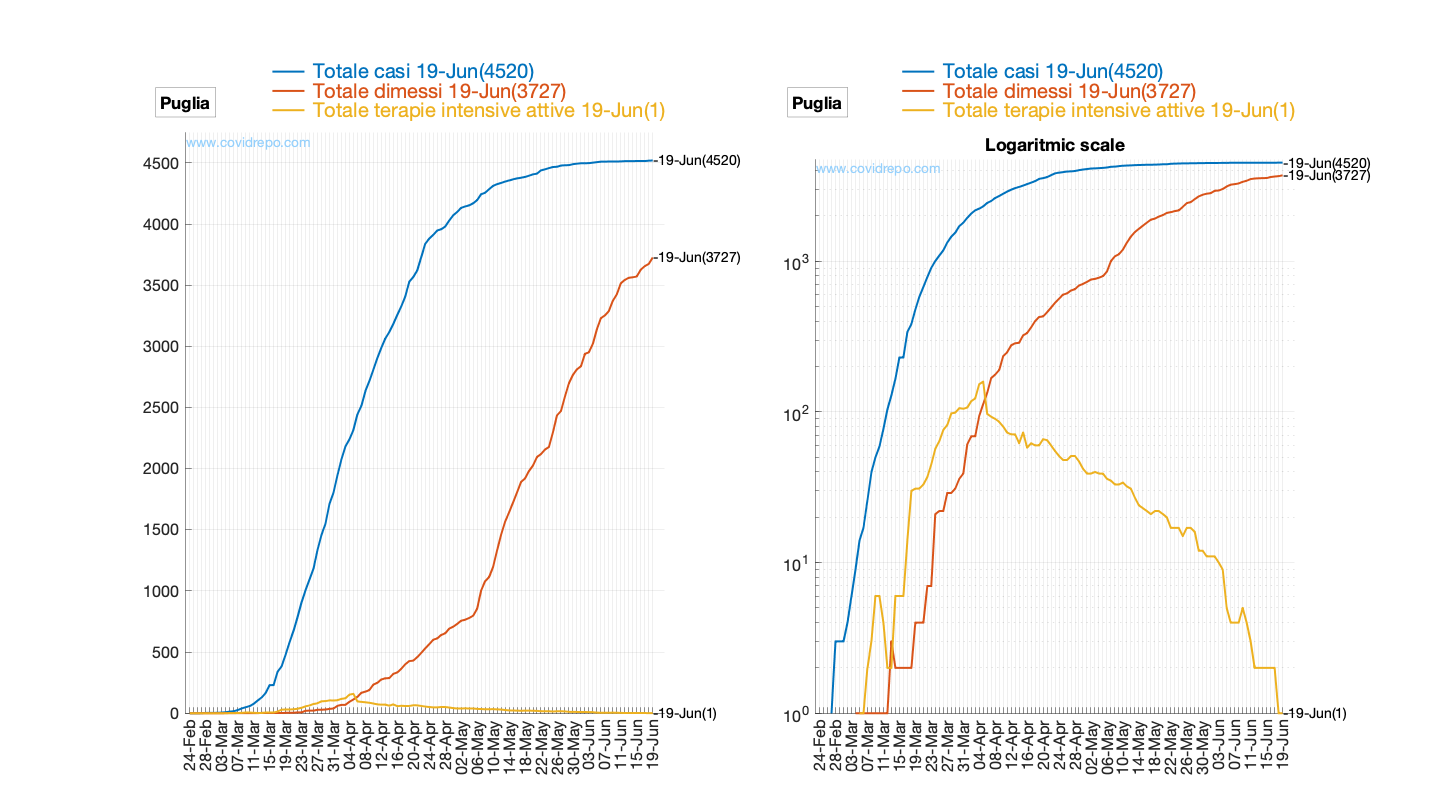 Totale casi 19-Jun(4520)
Totale dimessi 19-Jun(3727)
Totale terapie intensive attive 19-Jun(1)
Puglia
www.covidrepo.com
4500
4000
3500
3000
2500
2000
1500
1000
500
0
-19-Jun(4520)
-19-Jun(3727)
-19-Jun(1)
24-Feb
28-Feb
03-Mar
07-Mar
11-Mar
15-Mar
19-Mar
23-Mar
27-Mar
31-Mar
04-Apr
08-Apr
12-Apr
16-Apr
20-Apr
24-Apr
28-Apr
02-May
06-May
10-May
14-May
18-May
22-May
26-May
30-May
03-Jun
07-Jun
11-Jun
15-Jun
19-Jun
Totale casi 19-Jun(4520)
Totale dimessi 19-Jun(3727)
Totale terapie intensive attive 19-Jun(1)
Puglia
Logaritmic scale
www.covidrepo.com
10³
10²
10¹
10⁰
-19-Jun(4520)
-19-Jun(3727)
-19-Jun(1)
24-Feb
28-Feb
03-Mar
07-Mar
11-Mar
15-Mar
19-Mar
23-Mar
27-Mar
31-Mar
04-Apr
08-Apr
12-Apr
16-Apr
20-Apr
24-Apr
28-Apr
02-May
06-May
10-May
14-May
18-May
22-May
26-May
30-May
03-Jun
07-Jun
11-Jun
15-Jun
19-Jun